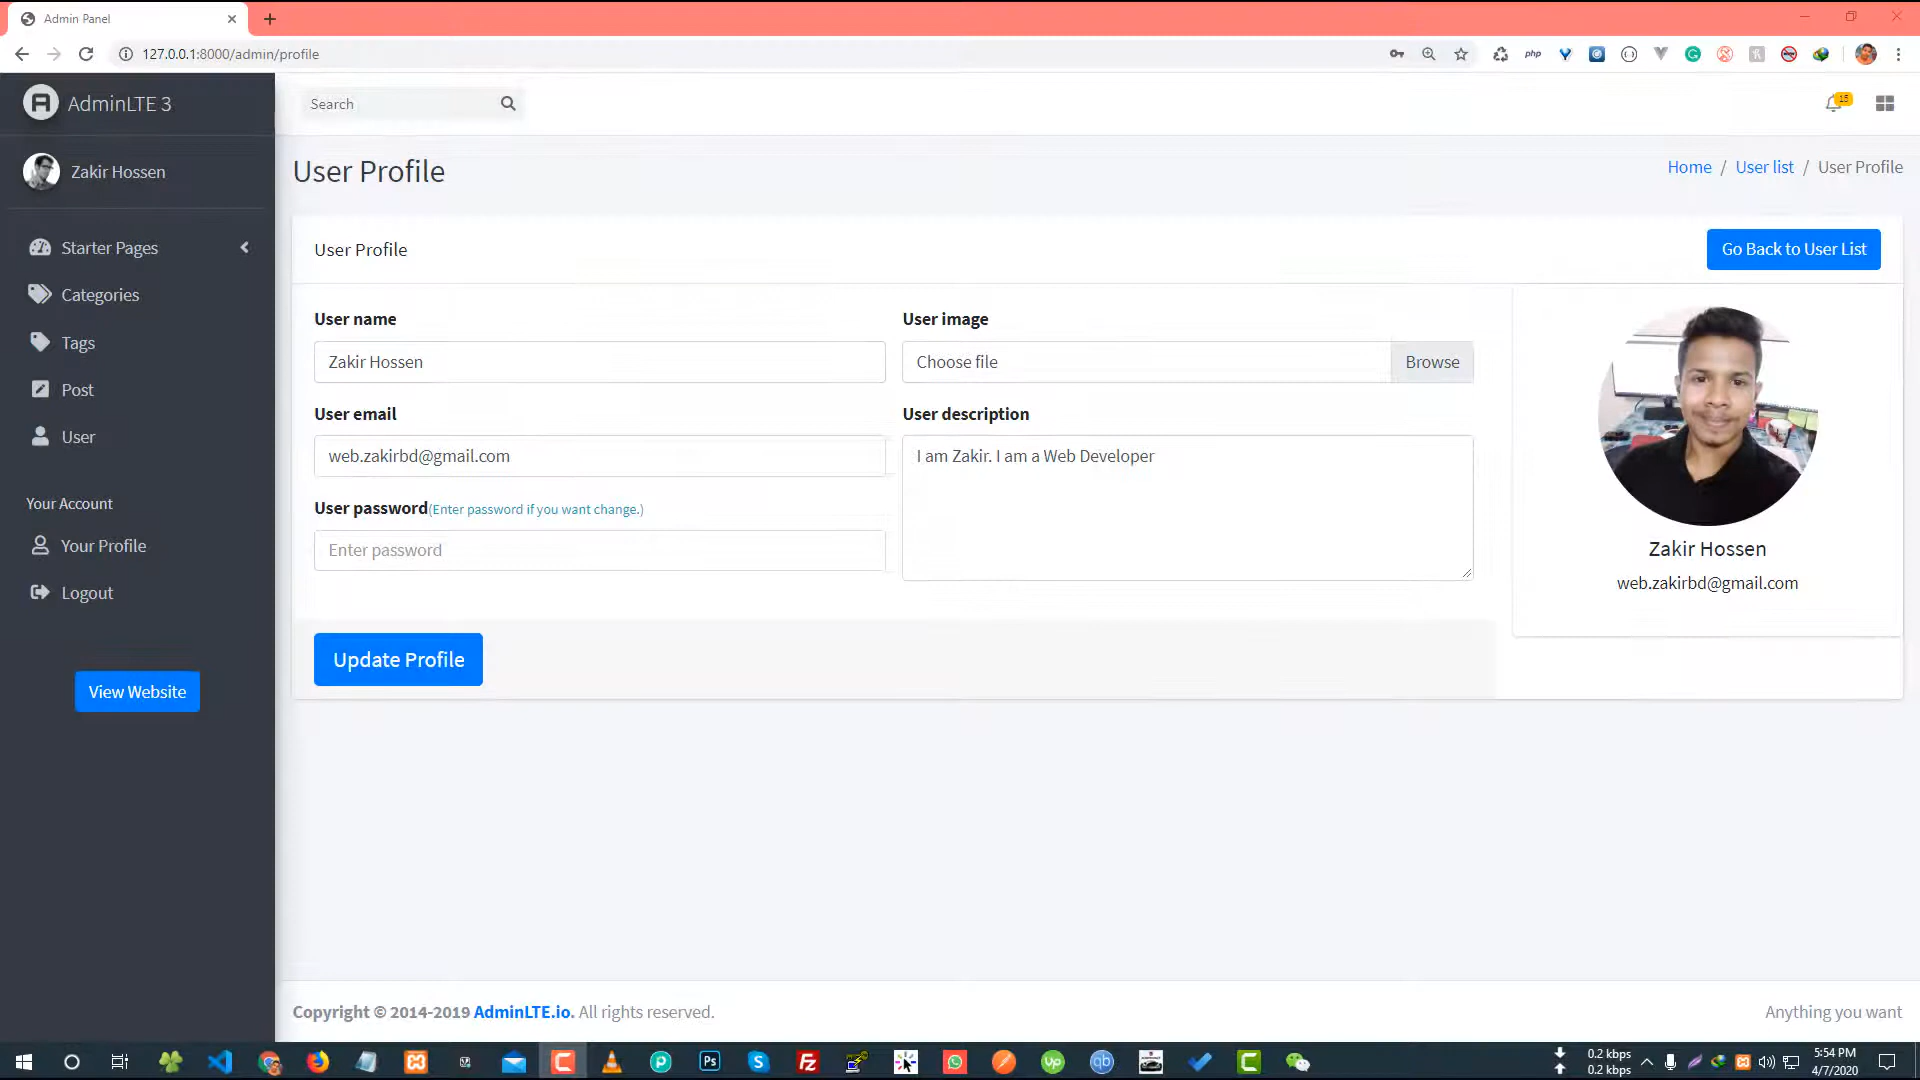 Admin Panel
127.0.0.1:8000/admin/profile
php
AdminLTE 3
Search
15
Zakir Hossen
User Profile
Home / User list / User Profile
Starter Pages
Categories
Tags
Post
User
Your Account
Your Profile
Logout
View Website
User Profile
Go Back to User List
User name
Zakir Hossen
User image
Choose file
Browse
User email
web.zakirbd@gmail.com
User description
I am Zakir. I am a Web Developer
User password(Enter password if you want change.)
Enter password
Update Profile
Zakir Hossen
web.zakirbd@gmail.com
Copyright © 2014-2019 AdminLTE.io. All rights reserved.
Anything you want
0.2 kbps
0.2 kbps
5:54 PM
4/7/2020